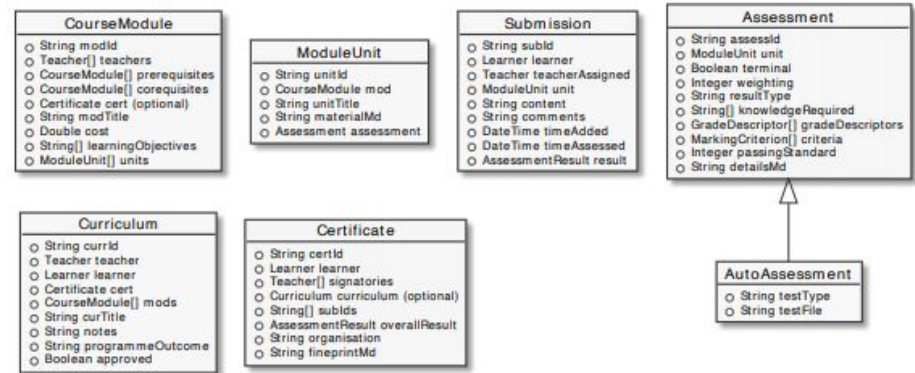 CourseModule
String modId
Teacher[] teachers
CourseModule[] prerequisites
CourseModule[] corequisites
Certificate cert (optional)
String modTitle
Double cost
String[] learningObjectives
ModuleUnit[] units
ModuleUnit
String unitId
CourseModule mod
String unitTitle
String materialMd
Assessment assessment
Submission
String subId
Learner learner
Teacher teacherAssigned
ModuleUnit unit
String content
String comments
DateTime timeAdded
DateTime timeAssessed
AssessmentResult result
Assessment
String assessId
ModuleUnit unit
Boolean terminal
Integer weighting
String resultType
String[] knowledgeRequired
GradeDescriptor[] gradeDescriptors
MarkingCriterion[] criteria
Integer passingStandard
String detailsMd
Curriculum
String currId
Teacher teacher
Learner learner
Certificate cert
CourseModule[] mods
String curTitle
String notes
String programmeOutcome
Boolean approved
Certificate
String certId
Learner learner
Teacher[] signatories
Curriculum curriculum (optional)
String[] subIds
AssessmentResult overallResult
String organisation
String fineprintMd
AutoAssessment
String testType
String testFile